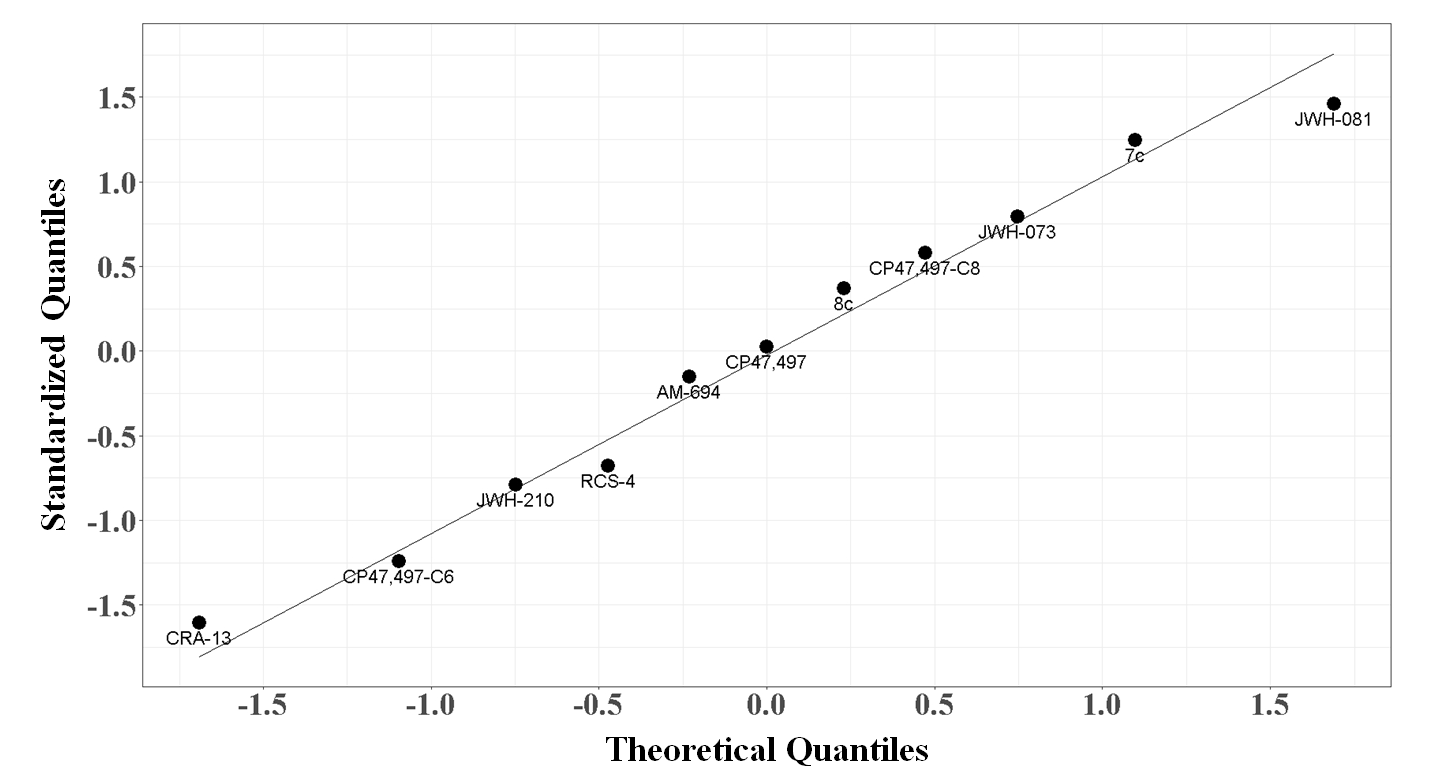 1.5
JWH-081
7c
1.0
JWH-073
0.5
CP47,497-C8
8c
0.0
CP47,497
AM-694
-0.5
RCS-4
JWH-210
-1.0
CP47,497-C6
-1.5
CRA-13
Standardized Quantiles
-1.5 -1.0 -0.5 0.0 0.5 1.0 1.5
Theoretical Quantiles